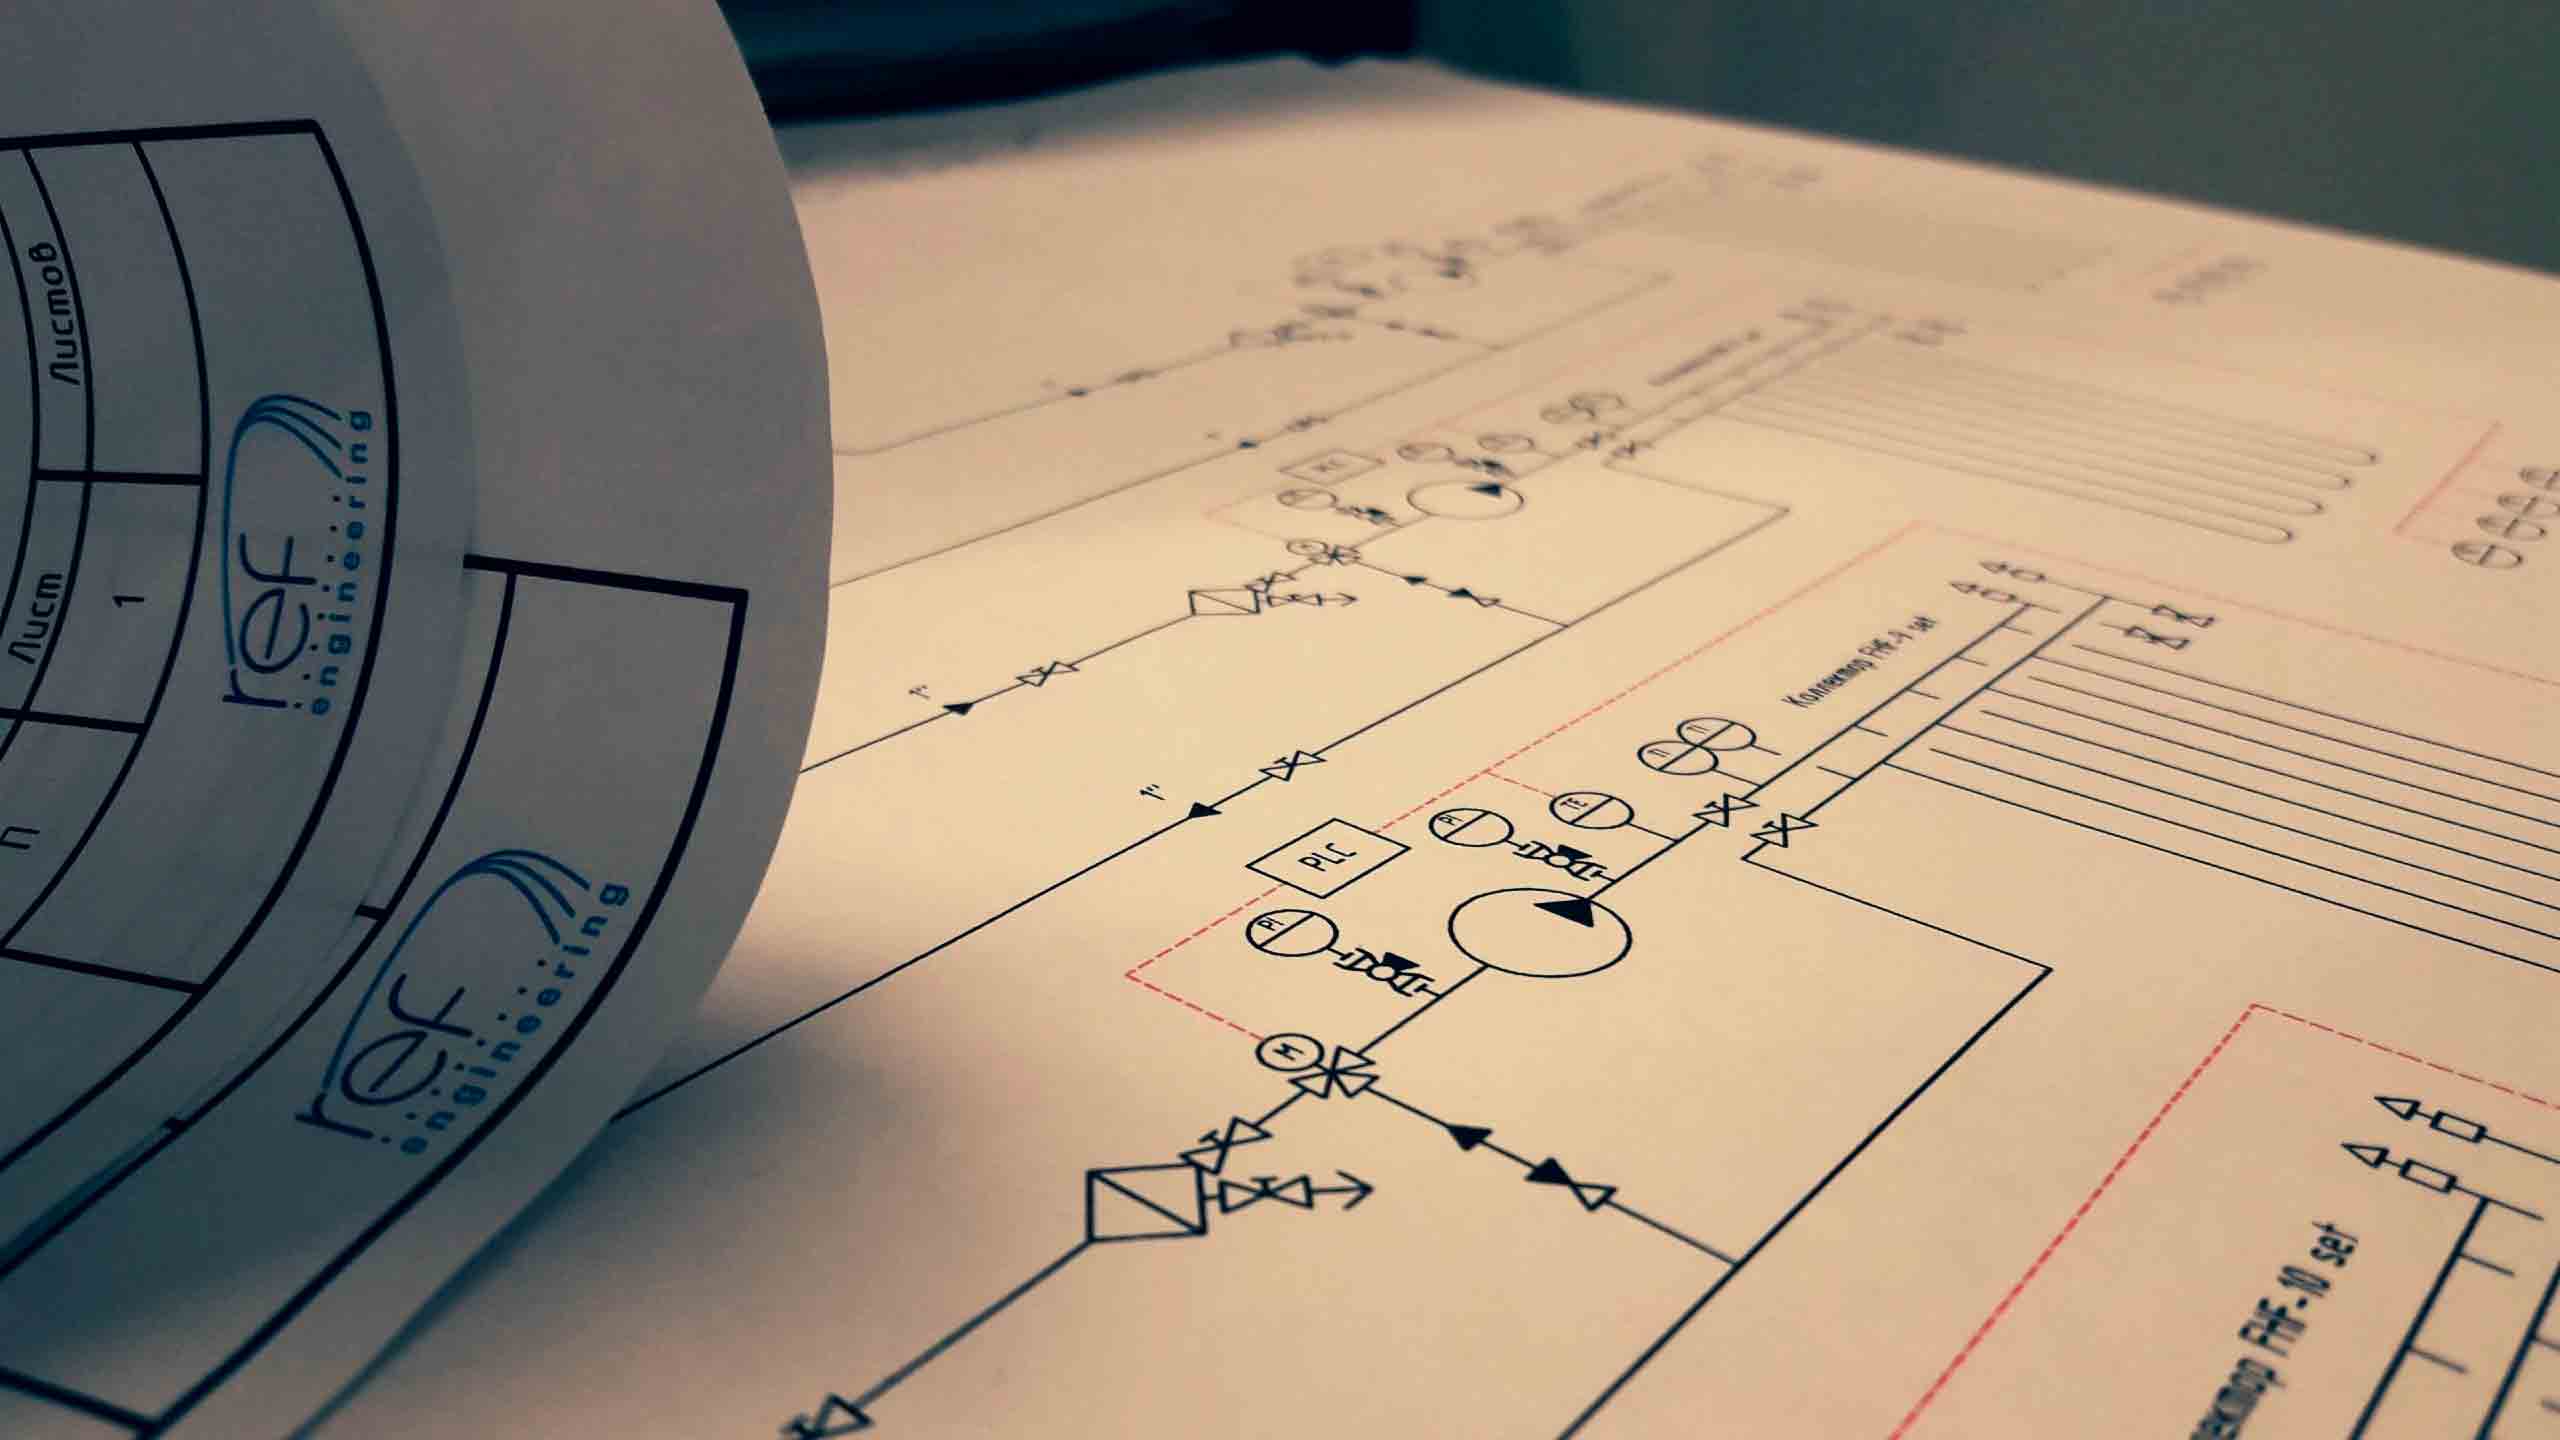 Листов
Лист
1
П
ref
engineering
ref
engineering
1"
1"
PLC
PI
PI
TE
П
П
M
Коллектор FHF-9 set
лектор FHF-10 set